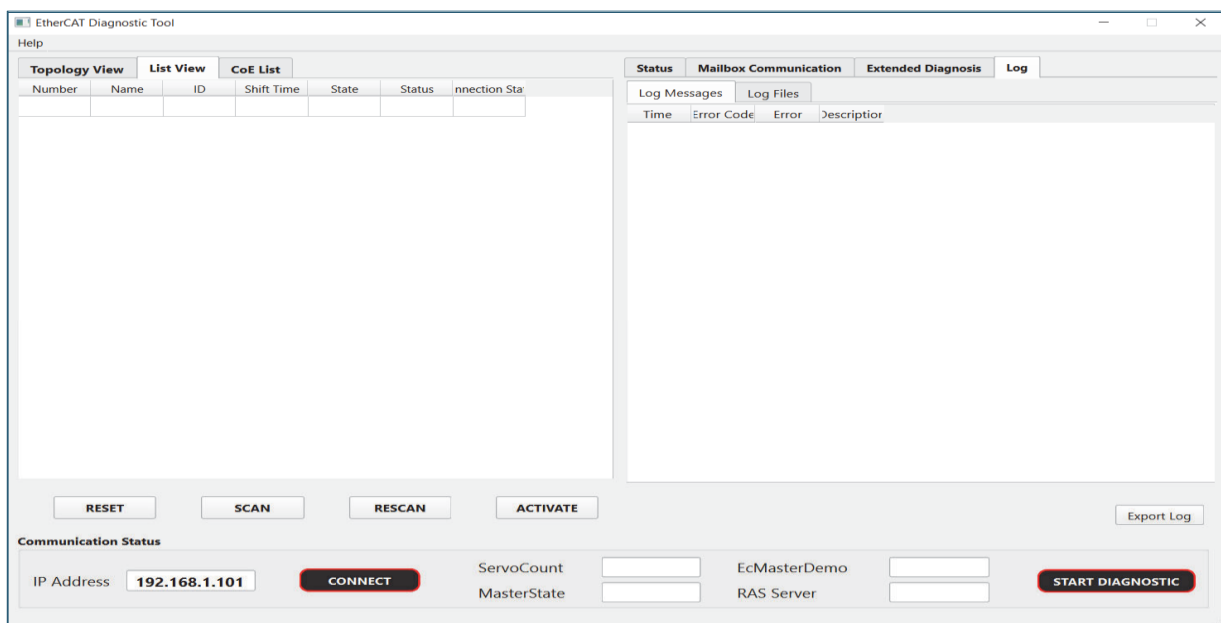 EtherCAT Diagnostic Tool
Help
Topology View List View CoE List
Number Name ID Shift Time State Status nnection Sta
Status Mailbox Communication Extended Diagnosis Log
Log Messages Log Files
Time Error Code Error Description
RESET SCAN RESCAN ACTIVATE
Export Log
Communication Status
IP Address 192.168.1.101 CONNECT
ServoCount
MasterState
EcMasterDemo
RAS Server
START DIAGNOSTIC